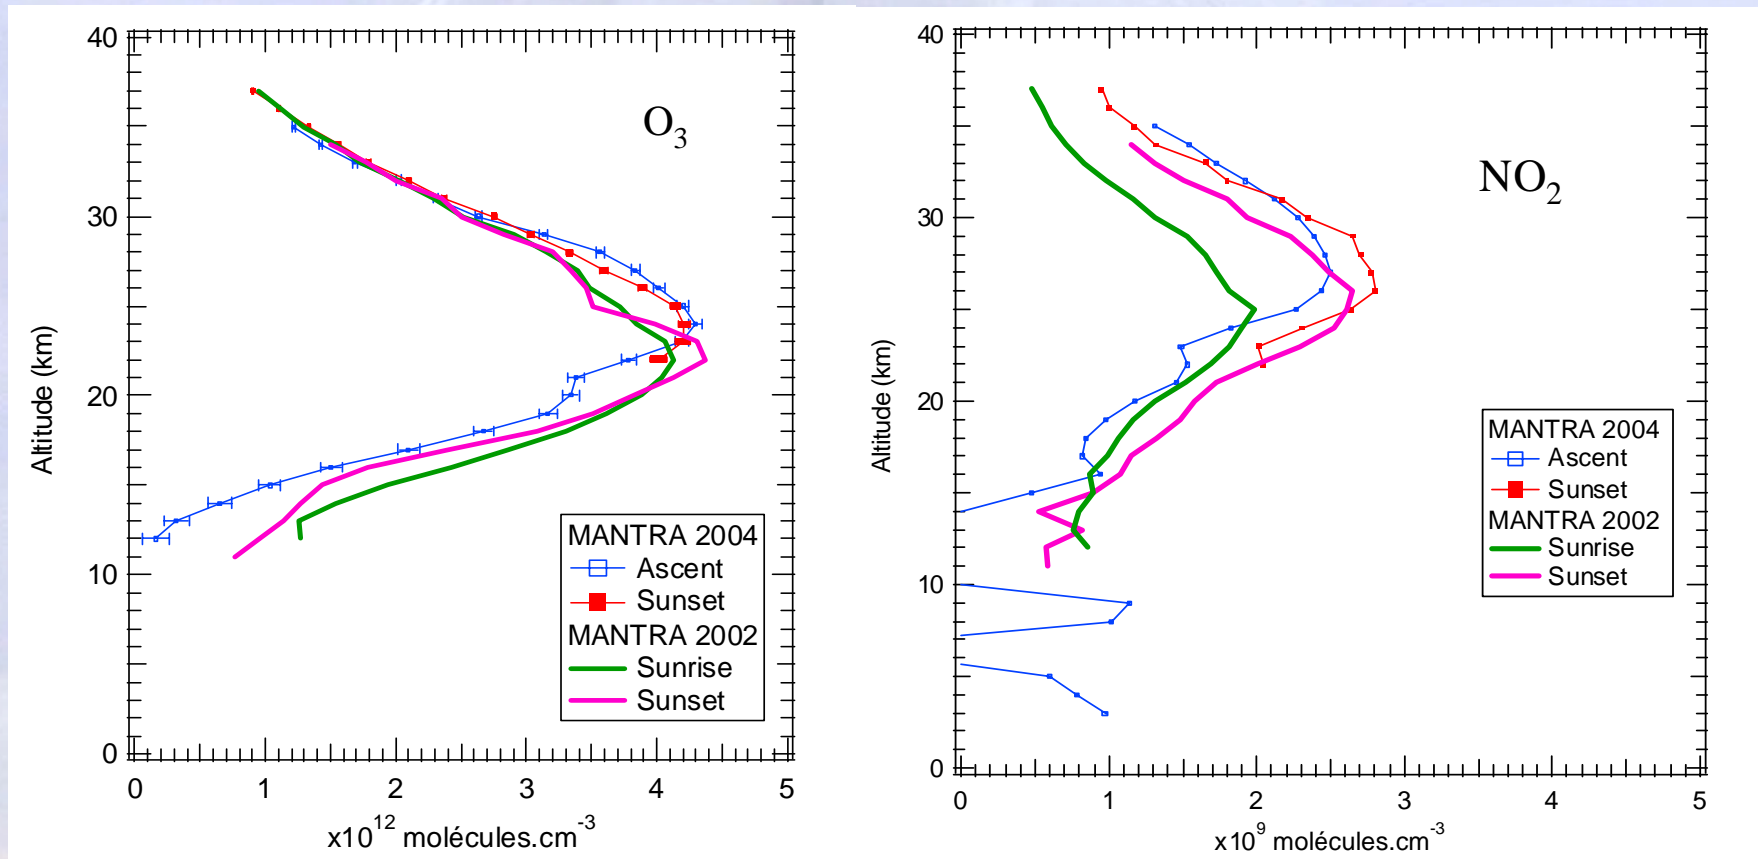 40
30
20
10
0
Altitude (km)
O3
MANTRA 2004
Ascent
Sunset
MANTRA 2002
Sunrise
Sunset
0 1 2 3 4 5
x10^12 molécules.cm^-3
40
30
20
10
0
Altitude (km)
NO2
MANTRA 2004
Ascent
Sunset
MANTRA 2002
Sunrise
Sunset
0 1 2 3 4 5
x10^9 molécules.cm^-3